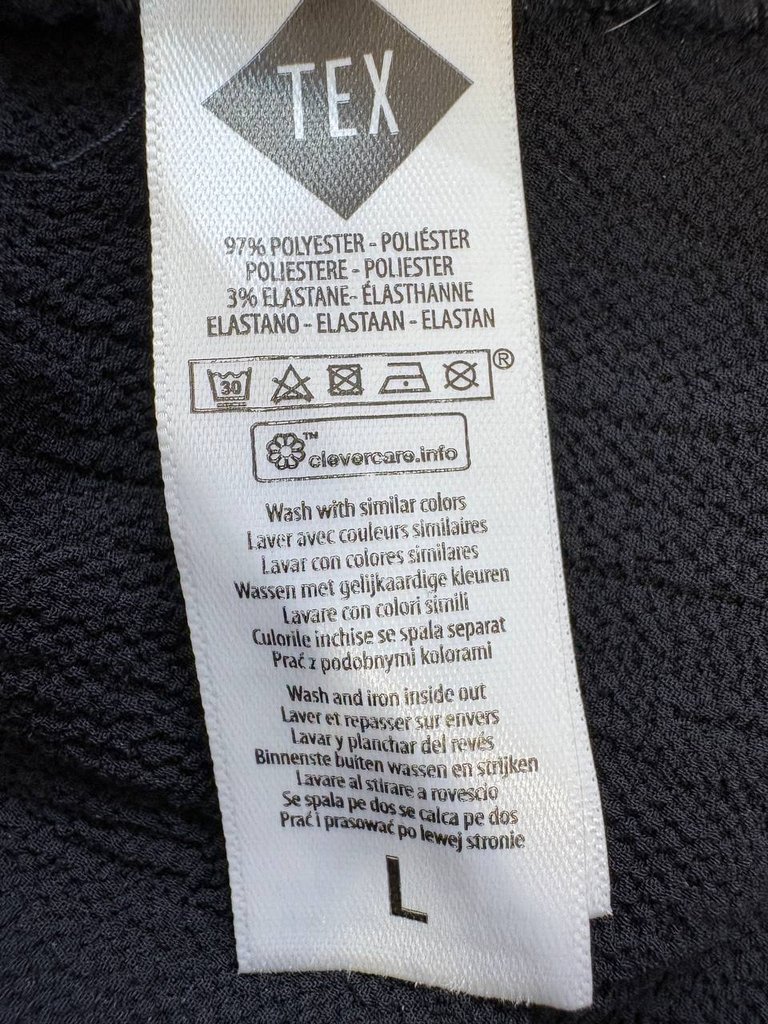 TEX
97% POLYESTER - POLIÉSTER
POLIESTERE - POLIESTER
3% ELASTANE- ÉLASTHANNE
ELASTANO - ELASTAAN - ELASTAN
30 ®
™ clevercare.info
Wash with similar colors
Laver avec couleurs similaires
Lavar con colores similares
Wassen met gelijkaardige kleuren
Lavare con colori simili
Culorile inchise se spala separat
Prać z podobnymi kolorami
Wash and iron inside out
Laver et repasser sur envers
Lavar y planchar del revés
Binnenste buiten wassen en strijken
Lavare al stirare a rovescio
Se spala pe dos se calca pe dos
Prać i prasować po lewej stronie
L